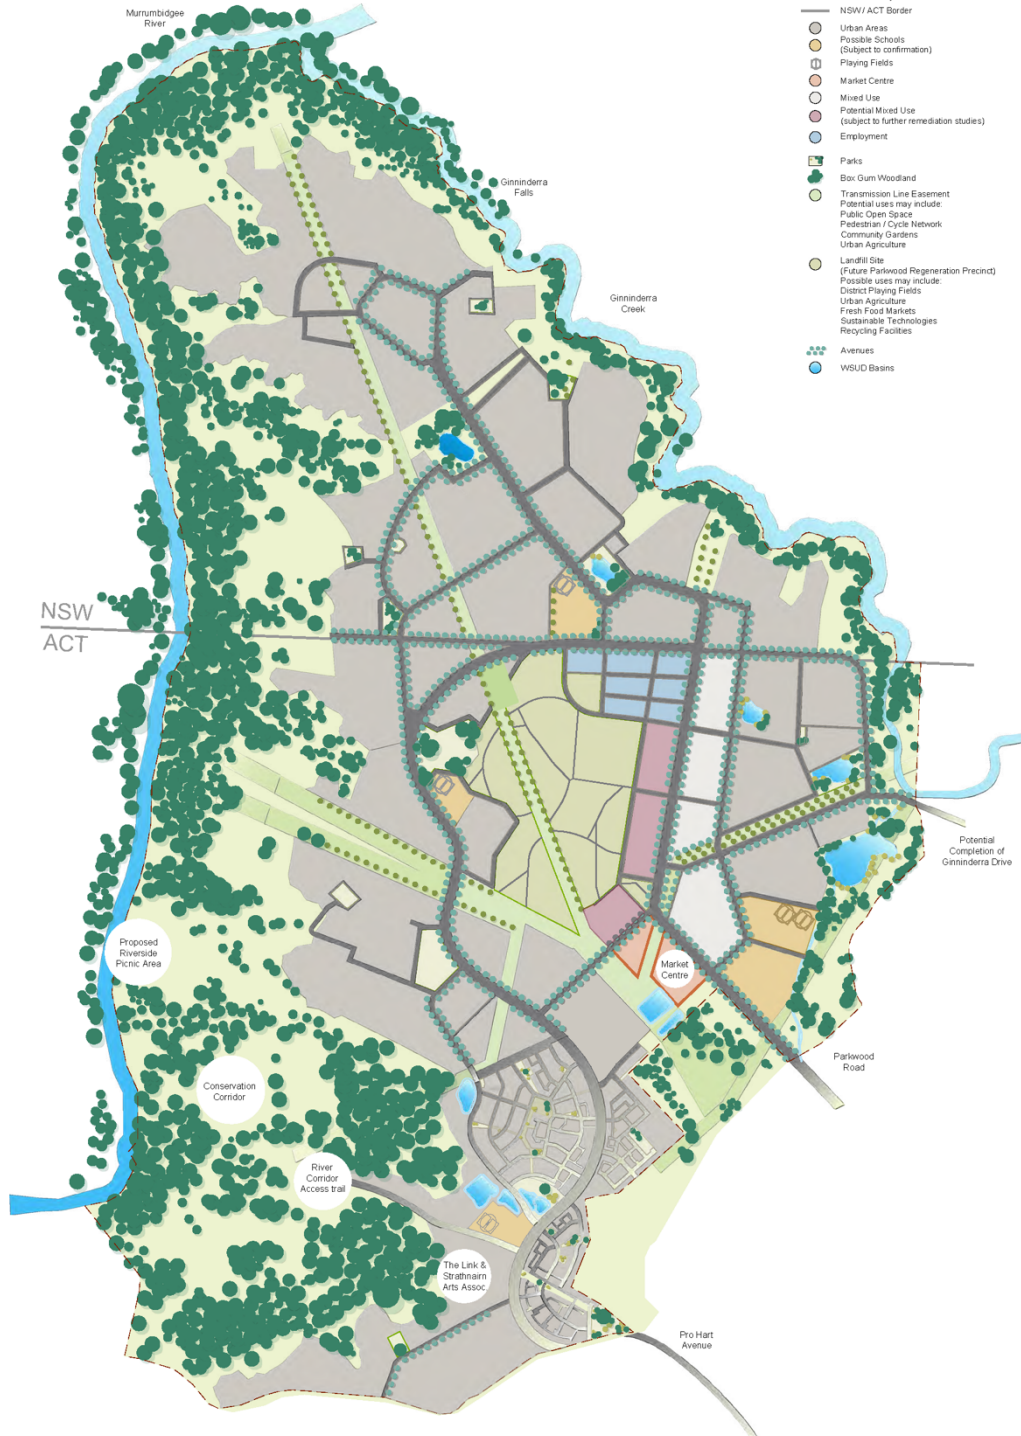 Murrumbidgee
River
NSW / ACT Border
Urban Areas
Possible Schools
(Subject to confirmation)
Playing Fields
Market Centre
Mixed Use
Potential Mixed Use
(subject to further remediation studies)
Employment
Parks
Box Gum Woodland
Transmission Line Easement
Potential uses may include:
Public Open Space
Pedestrian / Cycle Network
Community Gardens
Urban Agriculture
Landfill Site
(Future Parkwood Regeneration Precinct)
Possible uses may include:
District Playing Fields
Urban Agriculture
Fresh Food Markets
Sustainable Technologies
Recycling Facilities
Avenues
WSUD Basins
Ginninderra
Falls
Ginninderra
Creek
NSW
ACT
Potential
Completion of
Ginninderra Drive
Proposed
Riverside
Picnic Area
Market
Centre
Parkwood
Road
Conservation
Corridor
River
Corridor
Access trail
The Link &
Strathnairn
Arts Assoc.
Pro Hart
Avenue